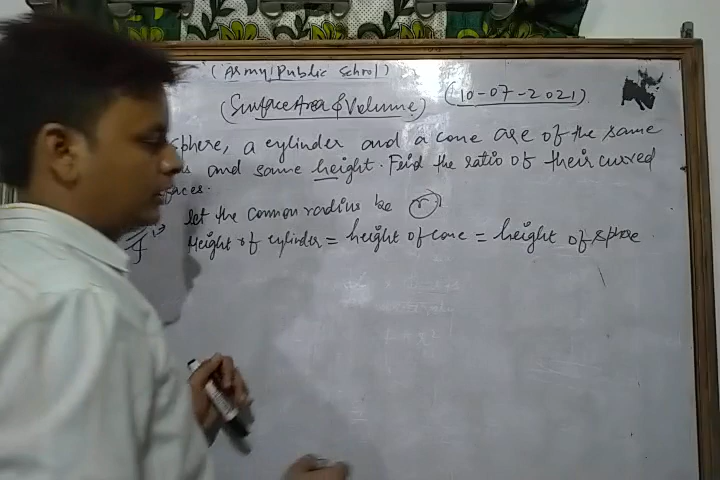 (Army Public School)
(Surface Area & Volume) (10-07-2021)
sphere, a cylinder and a cone are of the same
and same height. Find the ratio of their curved
faces.
let the common radius be r
Height of cylinder = height of cone = height of sphere